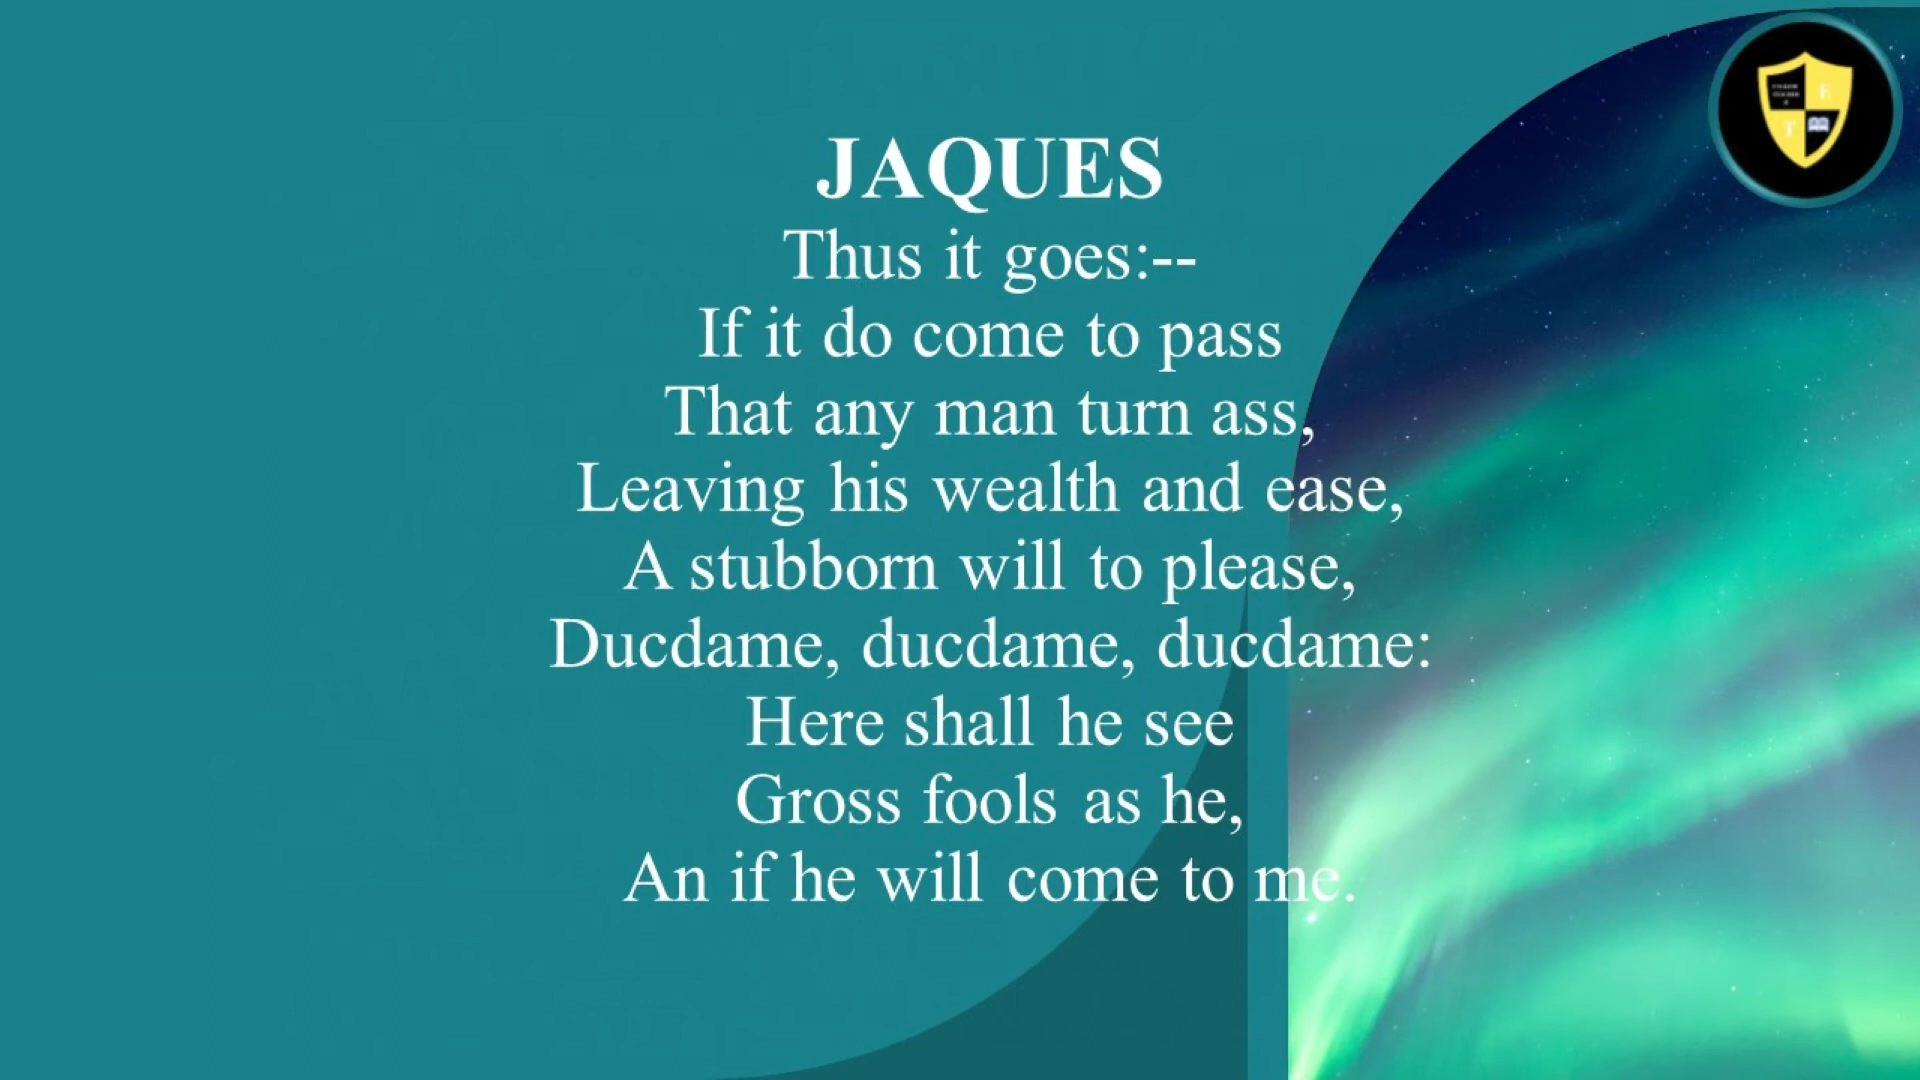 JAQUES
Thus it goes:--
If it do come to pass
That any man turn ass,
Leaving his wealth and ease,
A stubborn will to please,
Ducdame, ducdame, ducdame:
Here shall he see
Gross fools as he,
An if he will come to me.
E
T